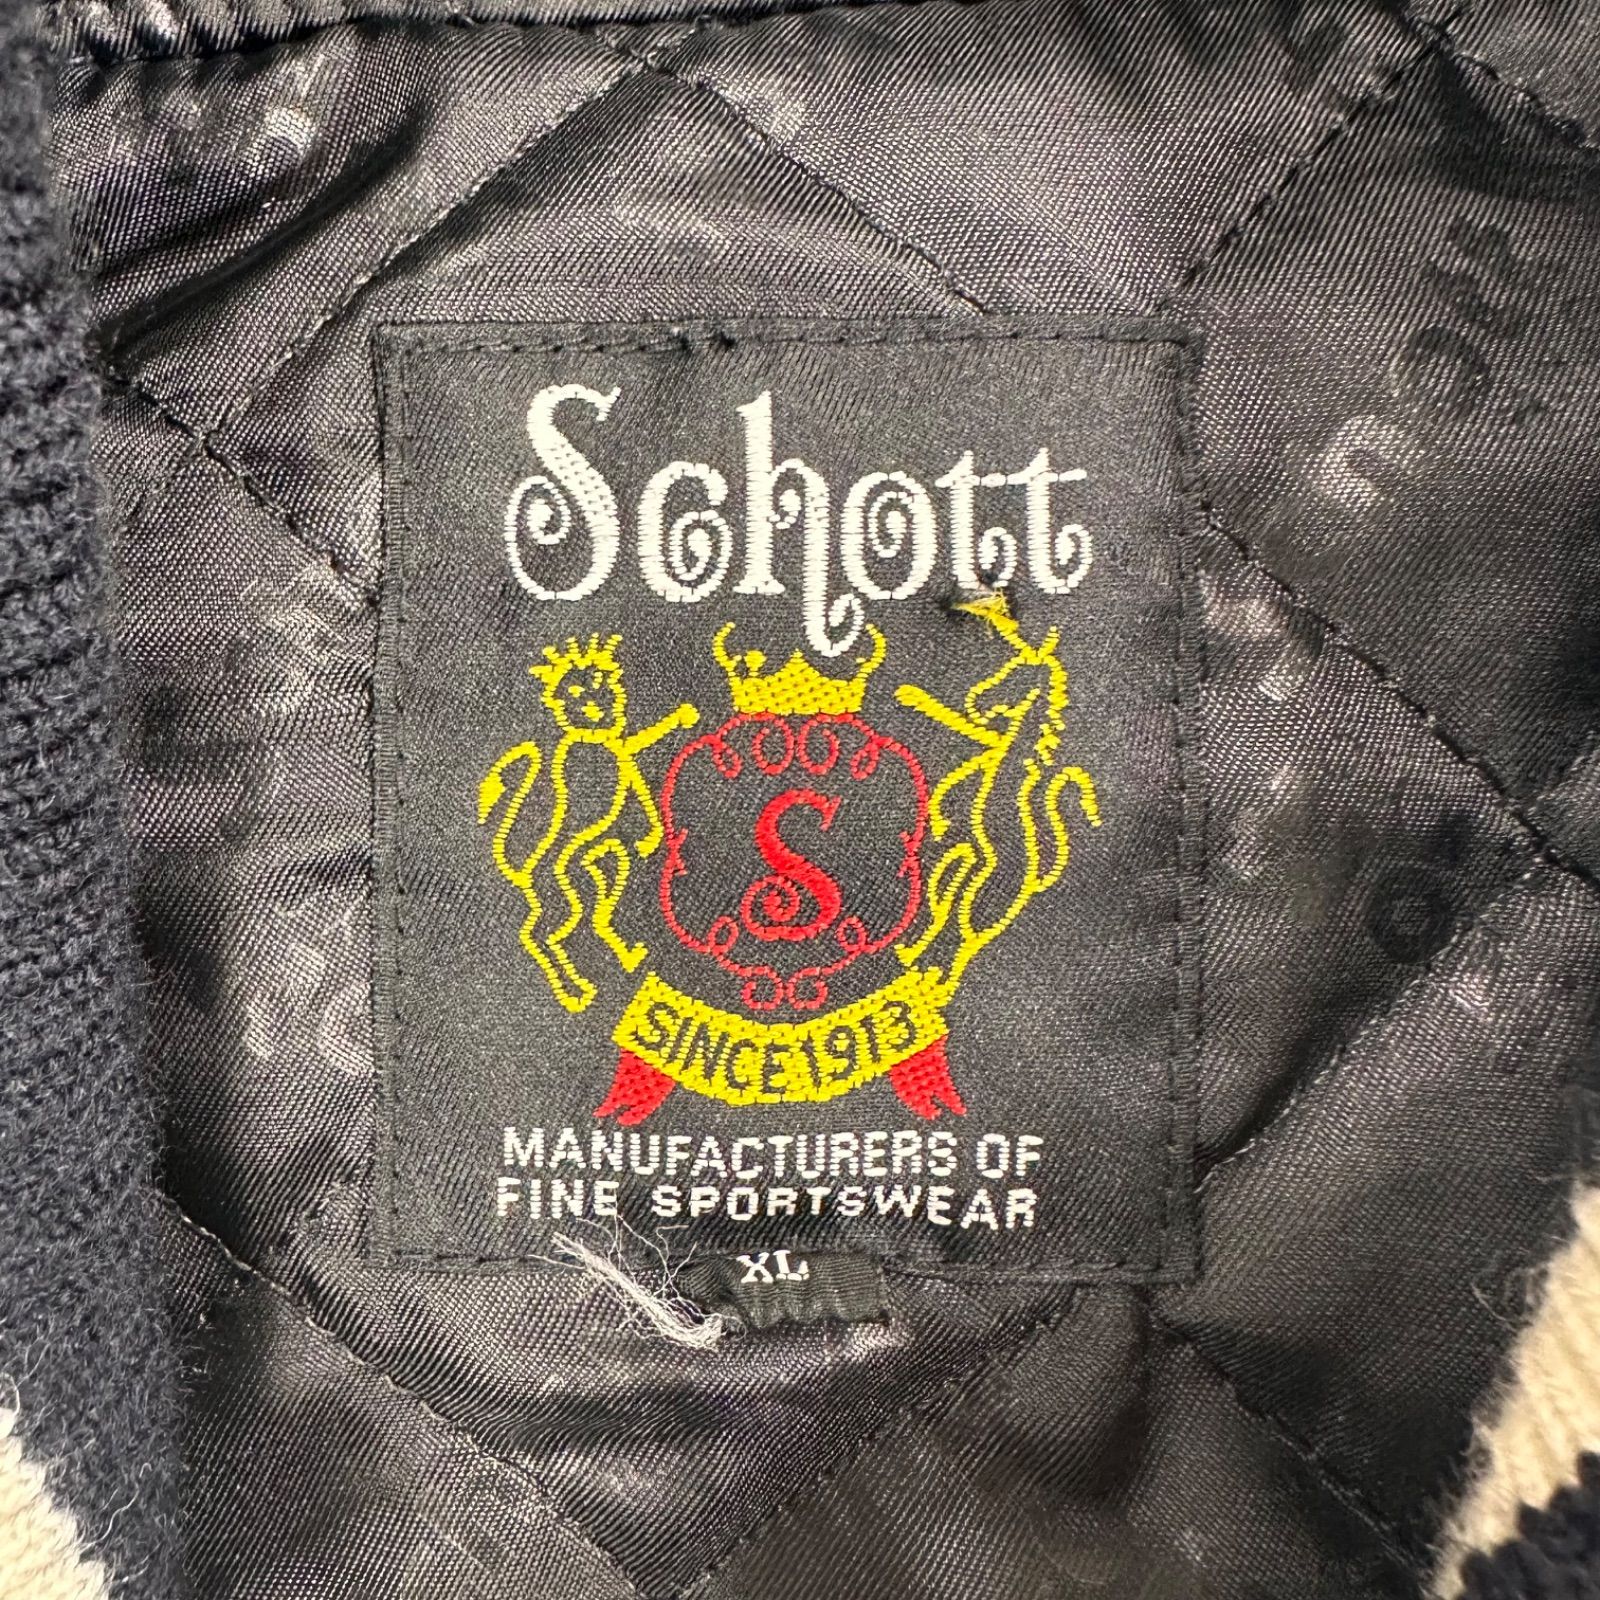 Schott
S
SINCE 1913
MANUFACTURERS OF
FINE SPORTSWEAR
XL